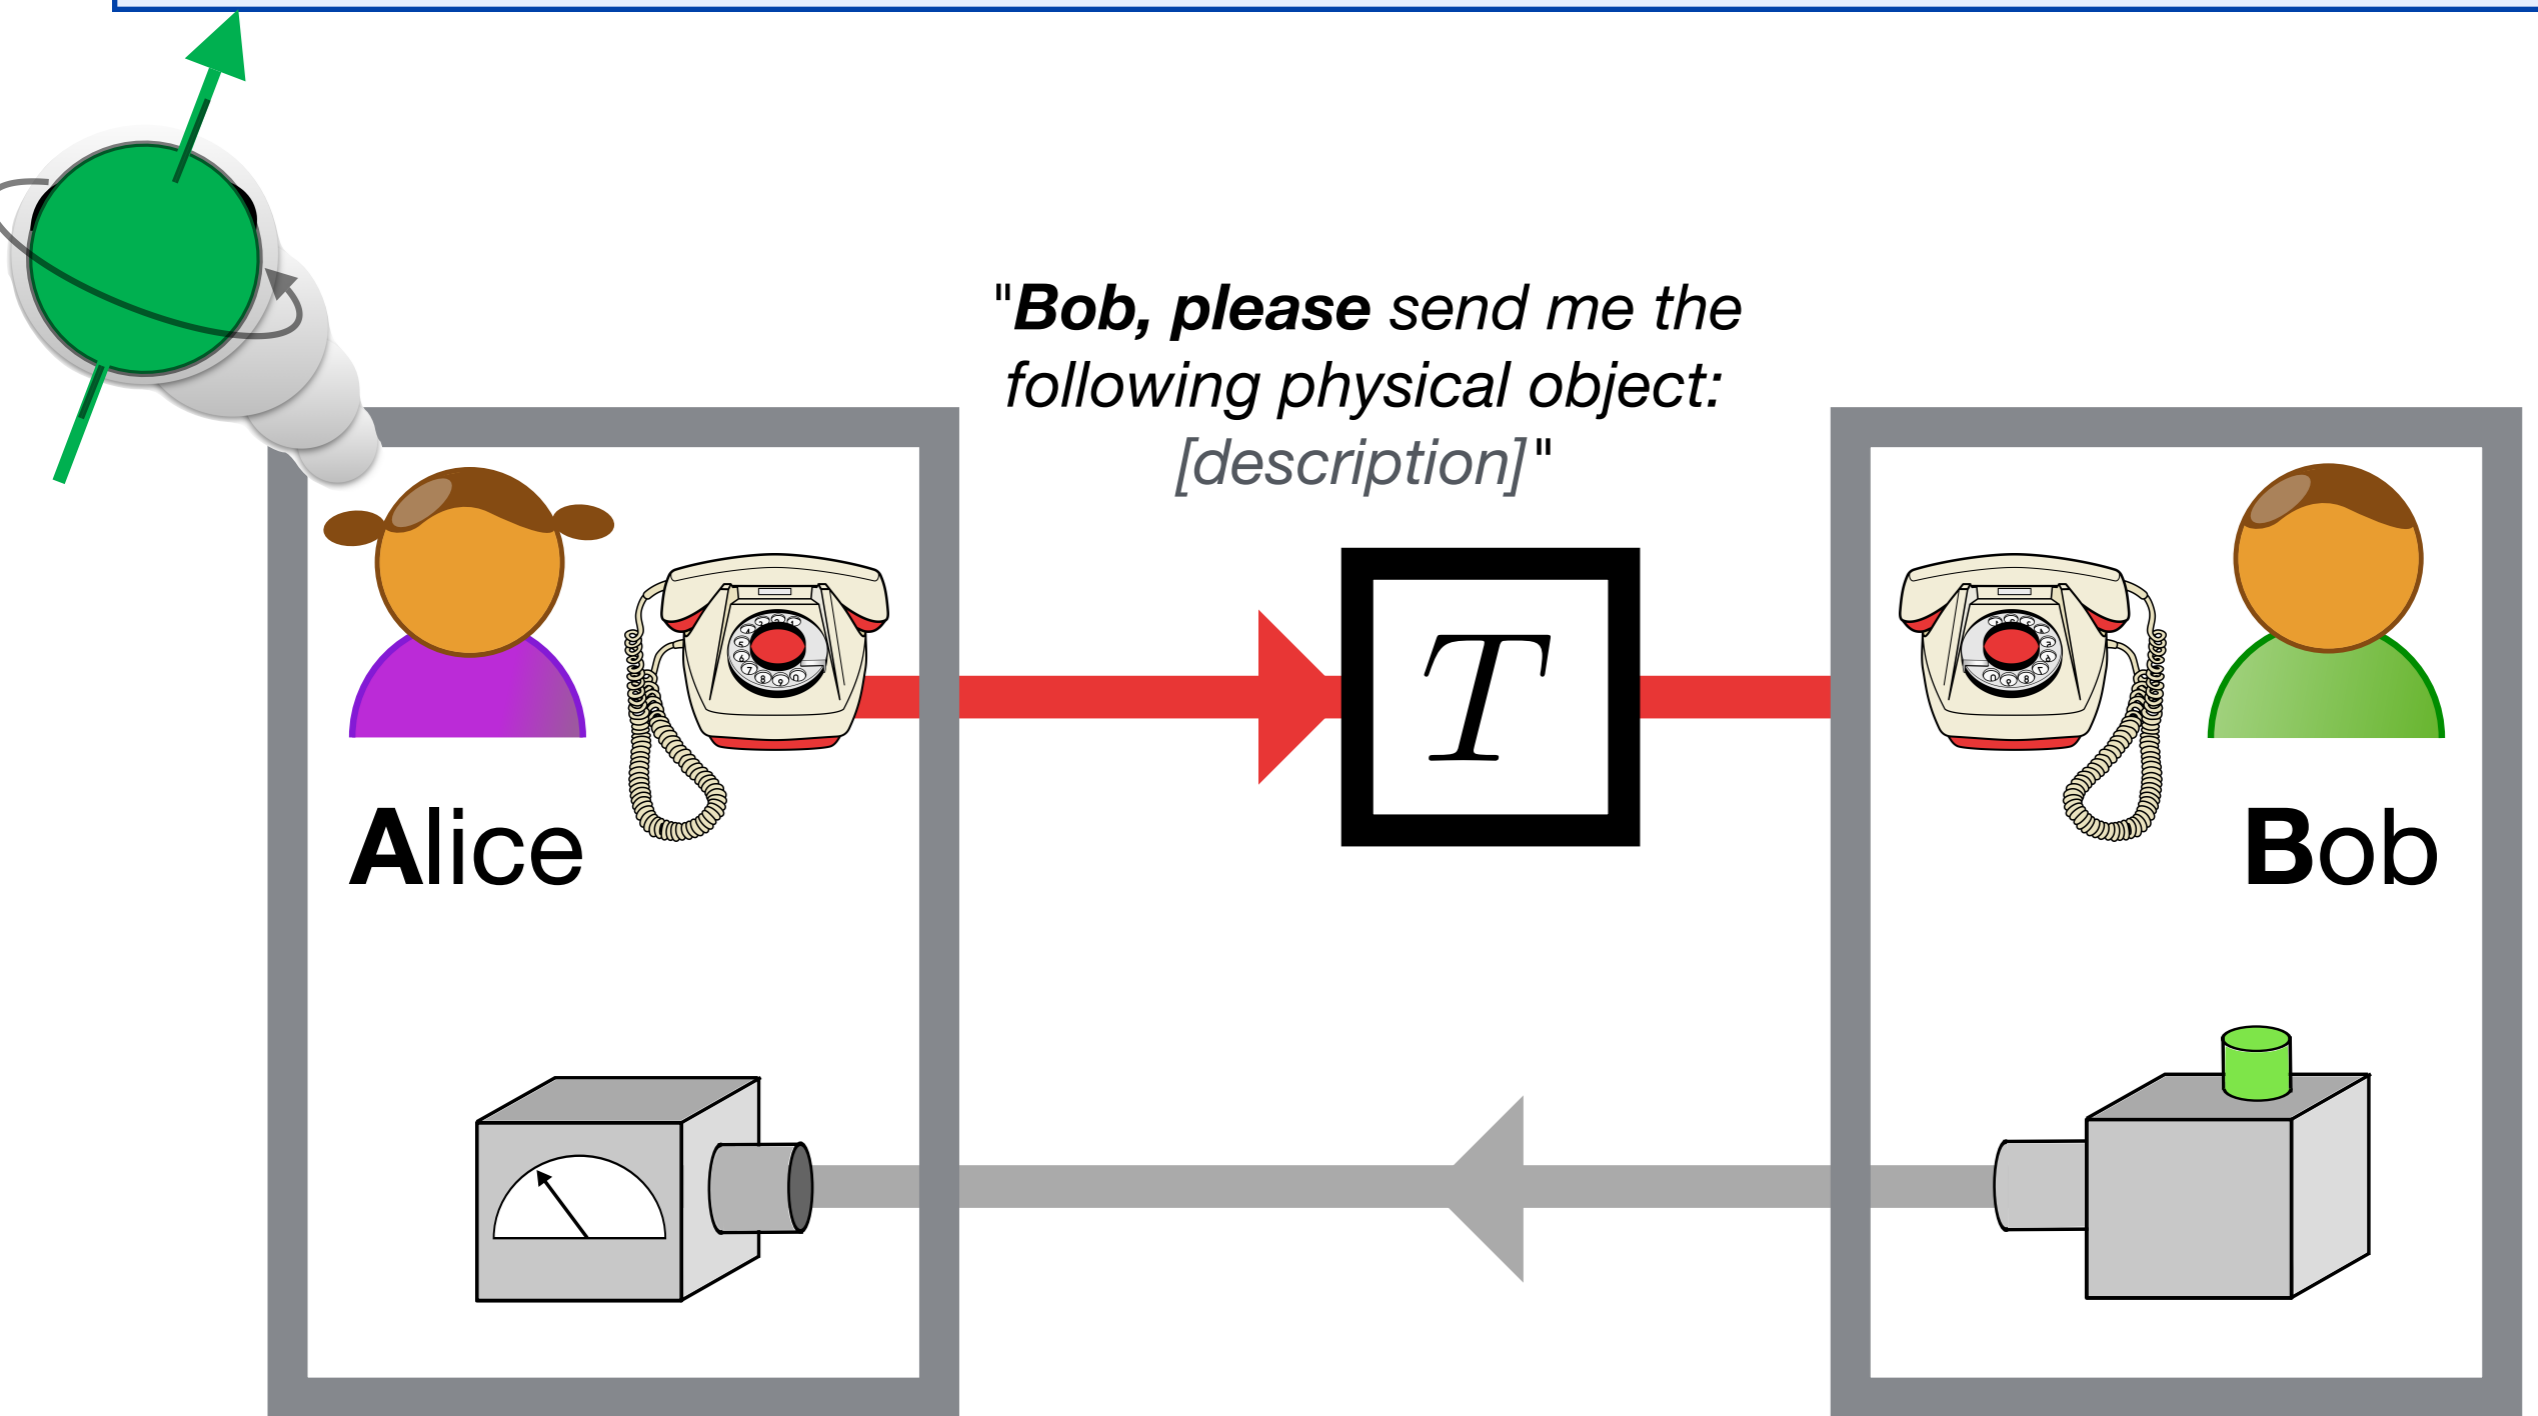 "Bob, please send me the
following physical object:
[description]"
T
Alice
Bob